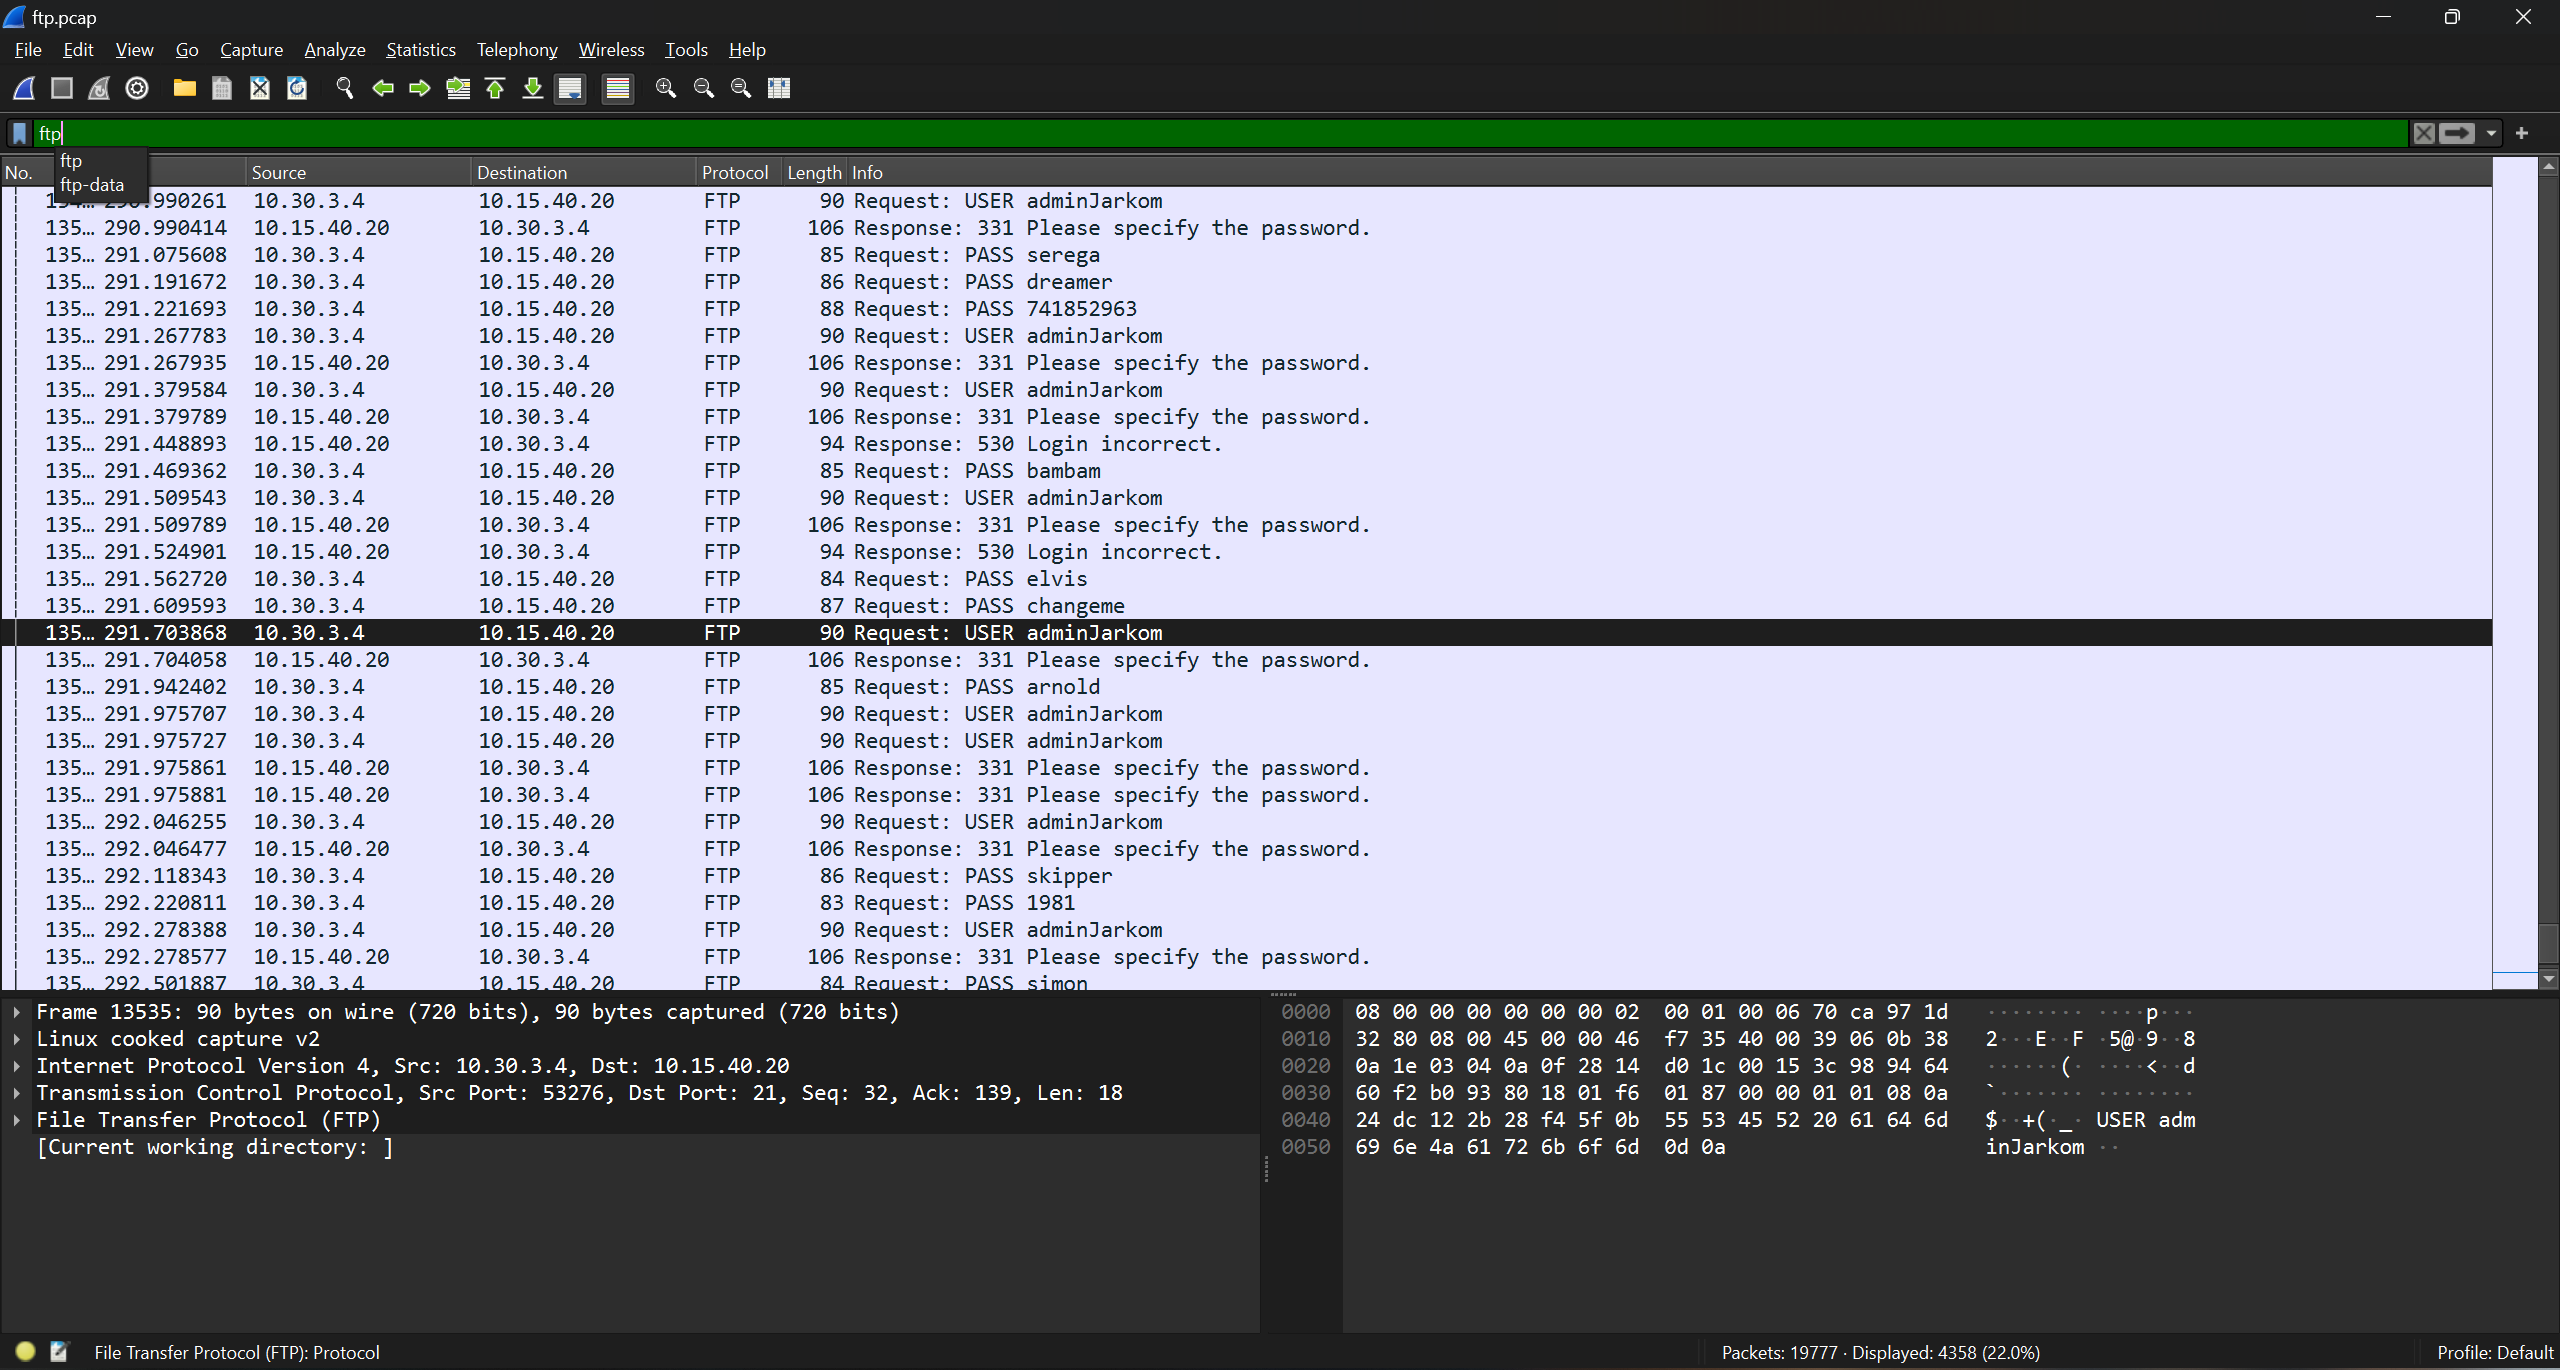 ftp.pcap
File Edit View Go Capture Analyze Statistics Telephony Wireless Tools Help
ftp
ftp
ftp-data
No. Source Destination Protocol Length Info
990261 10.30.3.4 10.15.40.20 FTP 90 Request: USER adminJarkom
135… 290.990414 10.15.40.20 10.30.3.4 FTP 106 Response: 331 Please specify the password.
135… 291.075608 10.30.3.4 10.15.40.20 FTP 85 Request: PASS serega
135… 291.191672 10.30.3.4 10.15.40.20 FTP 86 Request: PASS dreamer
135… 291.221693 10.30.3.4 10.15.40.20 FTP 88 Request: PASS 741852963
135… 291.267783 10.30.3.4 10.15.40.20 FTP 90 Request: USER adminJarkom
135… 291.267935 10.15.40.20 10.30.3.4 FTP 106 Response: 331 Please specify the password.
135… 291.379584 10.30.3.4 10.15.40.20 FTP 90 Request: USER adminJarkom
135… 291.379789 10.15.40.20 10.30.3.4 FTP 106 Response: 331 Please specify the password.
135… 291.448893 10.15.40.20 10.30.3.4 FTP 94 Response: 530 Login incorrect.
135… 291.469362 10.30.3.4 10.15.40.20 FTP 85 Request: PASS bambam
135… 291.509543 10.30.3.4 10.15.40.20 FTP 90 Request: USER adminJarkom
135… 291.509789 10.15.40.20 10.30.3.4 FTP 106 Response: 331 Please specify the password.
135… 291.524901 10.15.40.20 10.30.3.4 FTP 94 Response: 530 Login incorrect.
135… 291.562720 10.30.3.4 10.15.40.20 FTP 84 Request: PASS elvis
135… 291.609593 10.30.3.4 10.15.40.20 FTP 87 Request: PASS changeme
135… 291.703868 10.30.3.4 10.15.40.20 FTP 90 Request: USER adminJarkom
135… 291.704058 10.15.40.20 10.30.3.4 FTP 106 Response: 331 Please specify the password.
135… 291.942402 10.30.3.4 10.15.40.20 FTP 85 Request: PASS arnold
135… 291.975707 10.30.3.4 10.15.40.20 FTP 90 Request: USER adminJarkom
135… 291.975727 10.30.3.4 10.15.40.20 FTP 90 Request: USER adminJarkom
135… 291.975861 10.15.40.20 10.30.3.4 FTP 106 Response: 331 Please specify the password.
135… 291.975881 10.15.40.20 10.30.3.4 FTP 106 Response: 331 Please specify the password.
135… 292.046255 10.30.3.4 10.15.40.20 FTP 90 Request: USER adminJarkom
135… 292.046477 10.15.40.20 10.30.3.4 FTP 106 Response: 331 Please specify the password.
135… 292.118343 10.30.3.4 10.15.40.20 FTP 86 Request: PASS skipper
135… 292.220811 10.30.3.4 10.15.40.20 FTP 83 Request: PASS 1981
135… 292.278388 10.30.3.4 10.15.40.20 FTP 90 Request: USER adminJarkom
135… 292.278577 10.15.40.20 10.30.3.4 FTP 106 Response: 331 Please specify the password.
135… 292.501887 10.30.3.4 10.15.40.20 FTP 84 Request: PASS simon
Frame 13535: 90 bytes on wire (720 bits), 90 bytes captured (720 bits)
Linux cooked capture v2
Internet Protocol Version 4, Src: 10.30.3.4, Dst: 10.15.40.20
Transmission Control Protocol, Src Port: 53276, Dst Port: 21, Seq: 32, Ack: 139, Len: 18
File Transfer Protocol (FTP)
[Current working directory: ]
0000 08 00 00 00 00 00 00 02 00 01 00 06 70 ca 97 1d ········ ····p···
0010 32 80 08 00 45 00 00 46 f7 35 40 00 39 06 0b 38 2···E··F ·5@·9··8
0020 0a 1e 03 04 0a 0f 28 14 d0 1c 00 15 3c 98 94 64 ······(· ····<··d
0030 60 f2 b0 93 80 18 01 f6 01 87 00 00 01 01 08 0a `······· ········
0040 24 dc 12 2b 28 f4 5f 0b 55 53 45 52 20 61 64 6d $··+(·_· USER adm
0050 69 6e 4a 61 72 6b 6f 6d 0d 0a inJarkom ··
File Transfer Protocol (FTP): Protocol
Packets: 19777 · Displayed: 4358 (22.0%)
Profile: Default